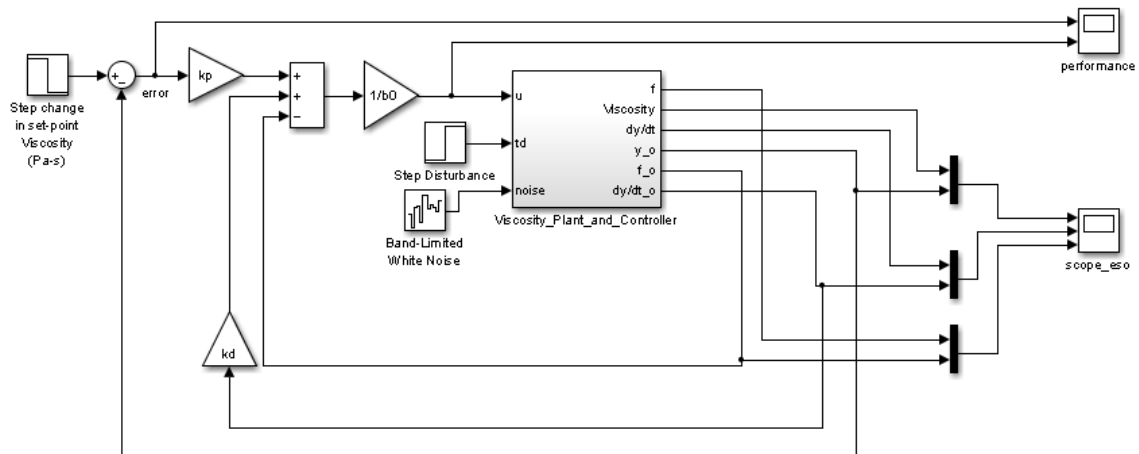 performance
+
_
error
kp
+
+
−
1/b0
Step change
in set-point
Viscosity
(Pa-s)
u
td
noise
f
Viscosity
dy/dt
y_o
f_o
dy/dt_o
Step Disturbance
Viscosity_Plant_and_Controller
Band-Limited
White Noise
scope_eso
kd